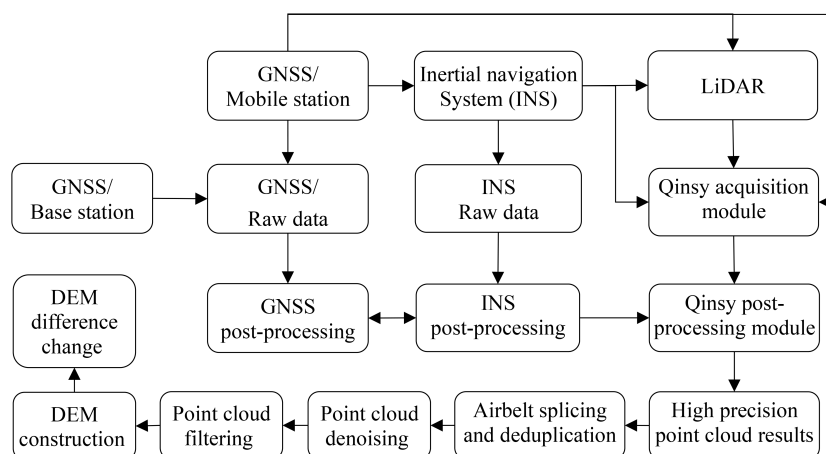 GNSS/
Mobile station
Inertial navigation
System (INS)
LiDAR
GNSS/
Base station
GNSS/
Raw data
INS
Raw data
Qinsy acquisition
module
DEM
difference
change
GNSS
post-processing
INS
post-processing
Qinsy post-
processing module
DEM
construction
Point cloud
filtering
Point cloud
denoising
Airbelt splicing
and deduplication
High precision
point cloud results